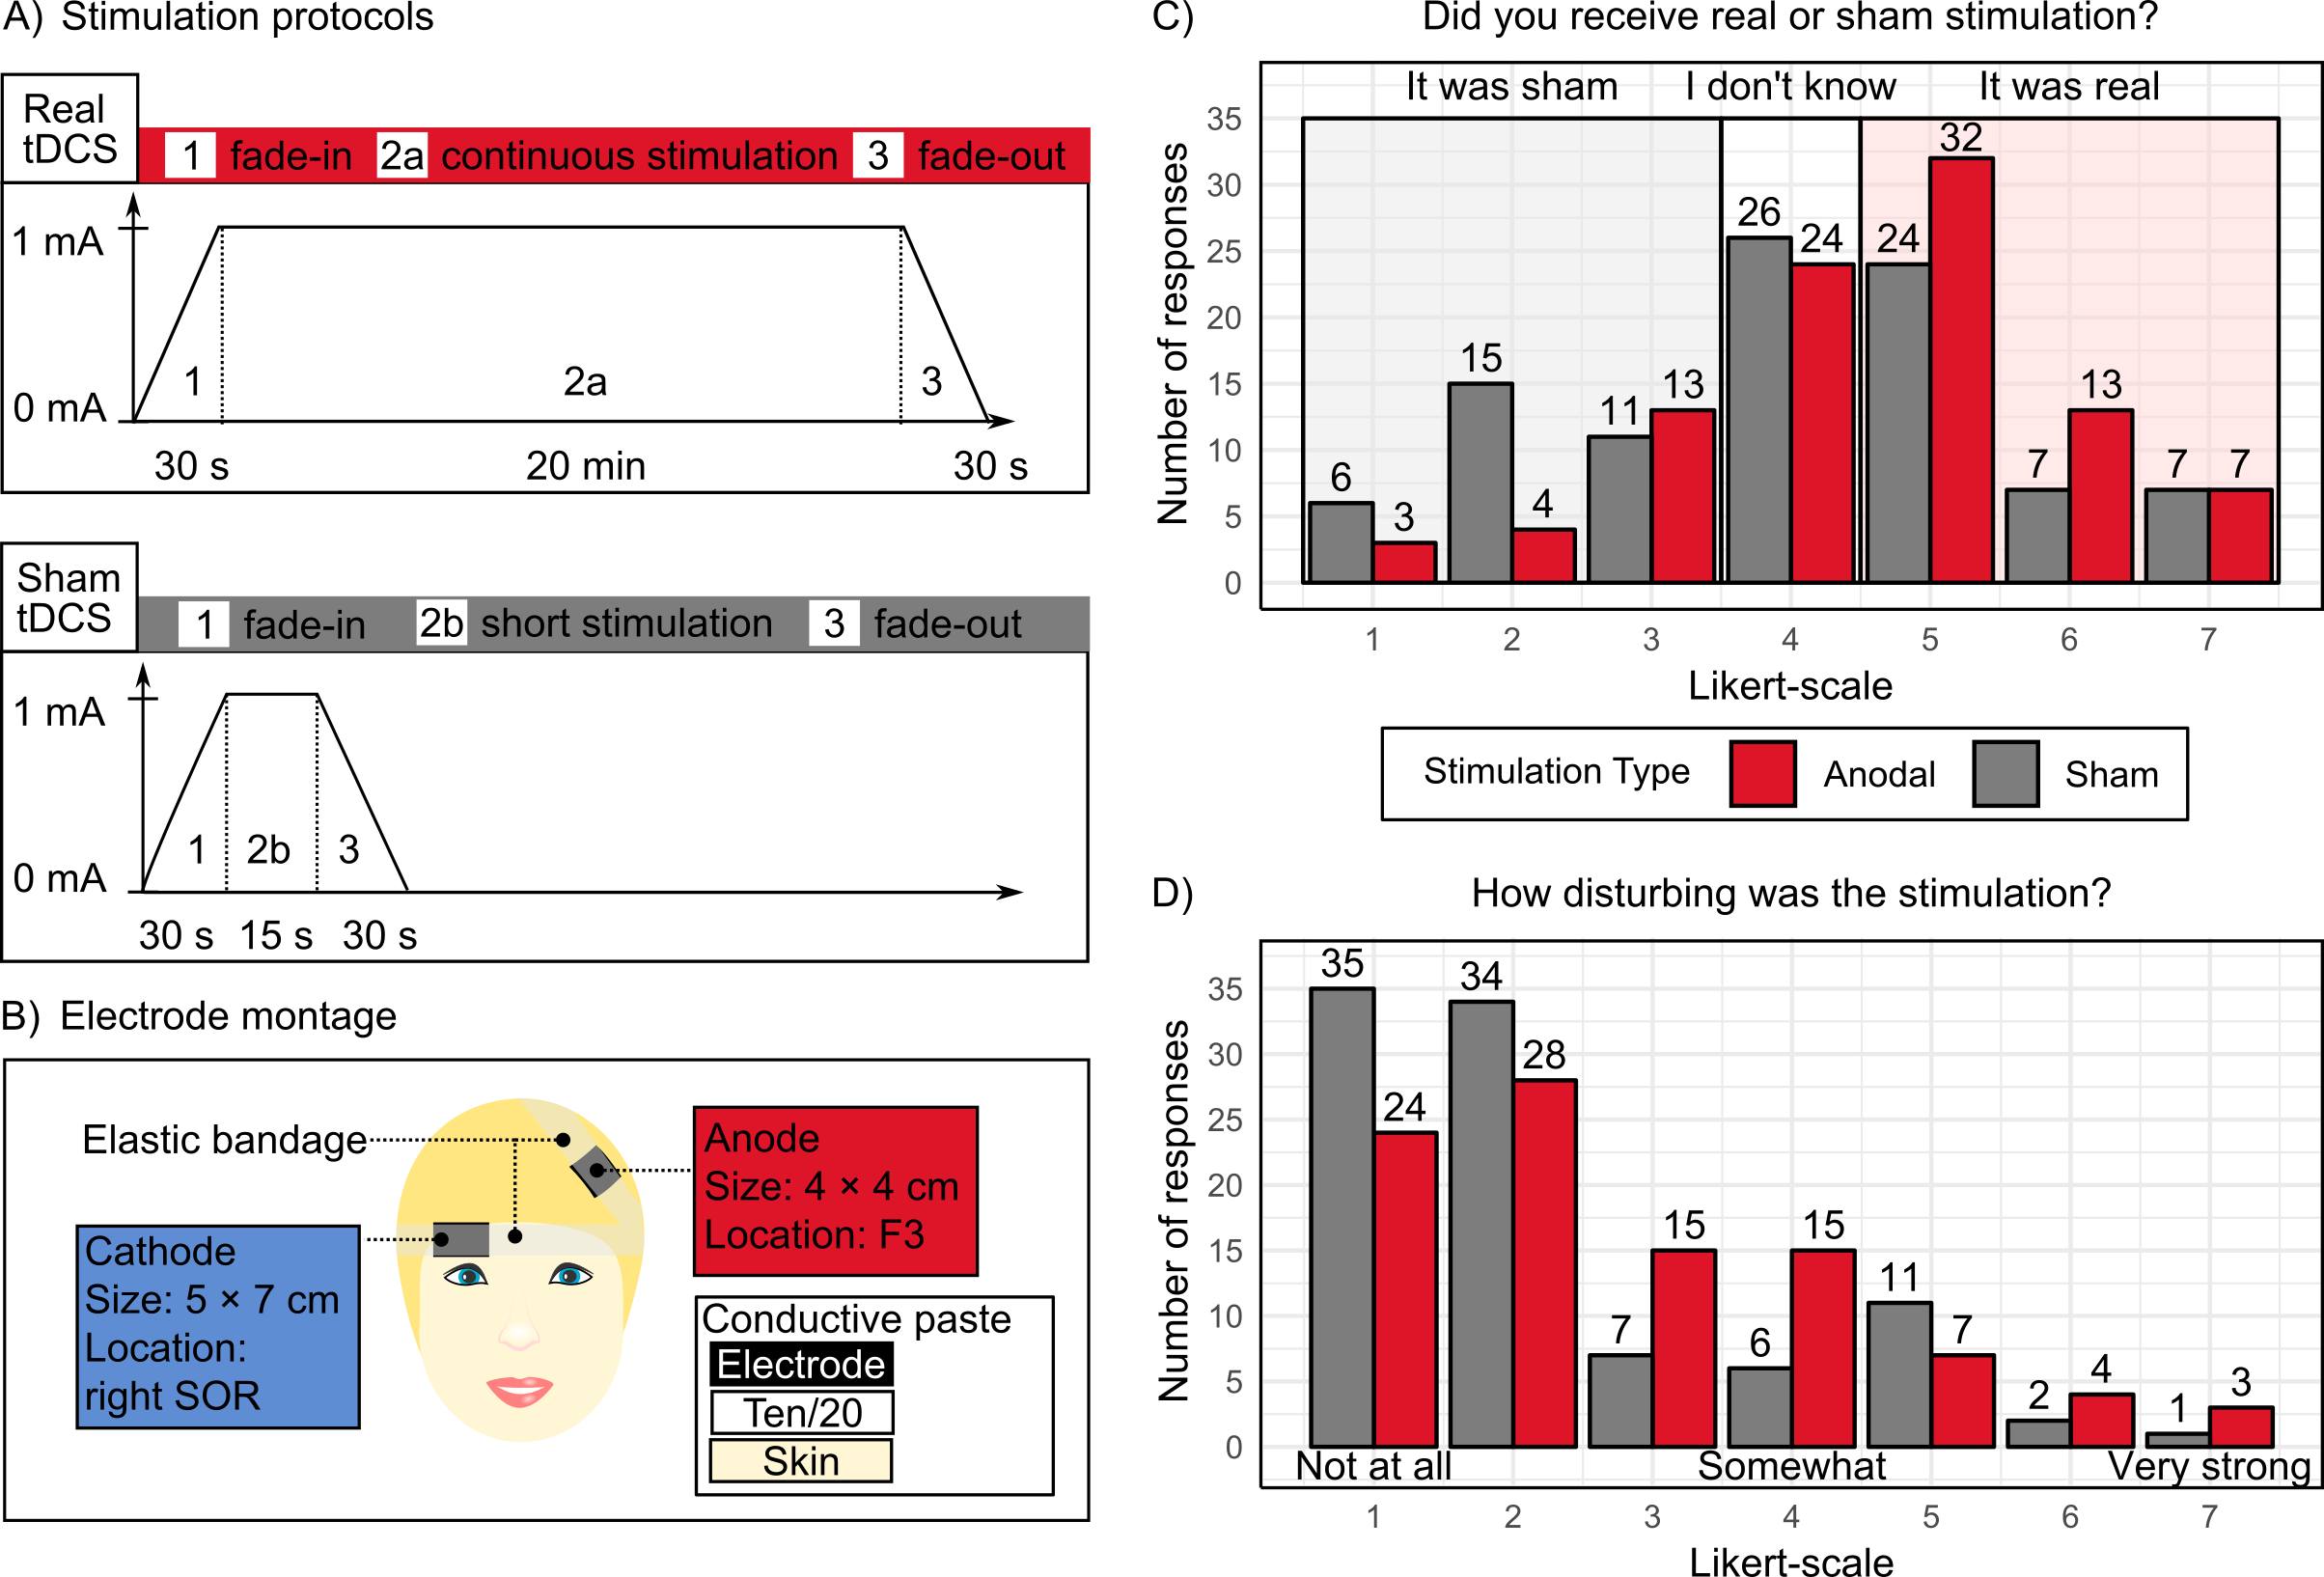 A) Stimulation protocols
Real
tDCS
1 fade-in 2a continuous stimulation 3 fade-out
1 mA
0 mA
1 2a 3
30 s 20 min 30 s
Sham
tDCS
1 fade-in 2b short stimulation 3 fade-out
1 mA
0 mA
1 2b 3
30 s 15 s 30 s
B) Electrode montage
Elastic bandage
Anode
Size: 4 × 4 cm
Location: F3
Cathode
Size: 5 × 7 cm
Location:
right SOR
Conductive paste
Electrode
Ten/20
Skin
C) Did you receive real or sham stimulation?
It was sham I don't know It was real
Number of responses
35
30
25
20
15
10
5
0
6 3 15 4 11 13 26 24 24 32 7 13 7 7
1 2 3 4 5 6 7
Likert-scale
Stimulation Type Anodal Sham
D) How disturbing was the stimulation?
Number of responses
35
30
25
20
15
10
5
0
35 24 34 28 7 15 6 15 11 7 2 4 1 3
Not at all Somewhat Very strong
1 2 3 4 5 6 7
Likert-scale